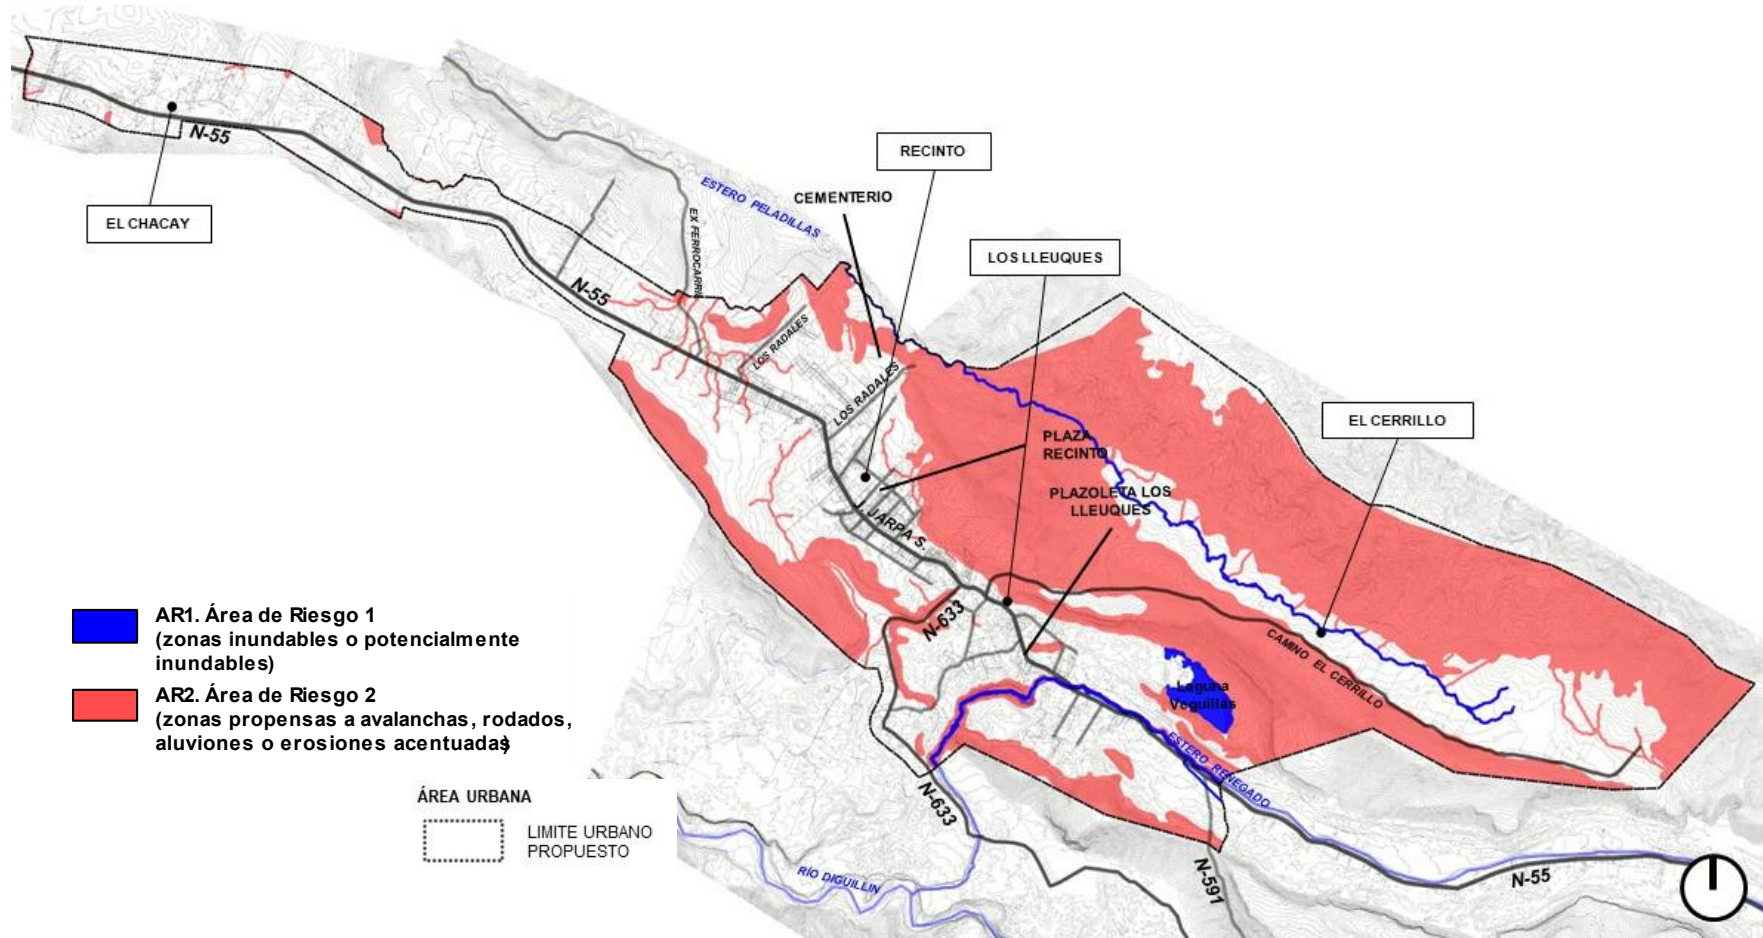 N-55
EL CHACAY
ESTERO PELADILLAS
EX FERROCARRIL
CEMENTERIO
RECINTO
LOS LLEUQUES
N-55
LOS RADALES
LOS RADALES
PLAZA
RECINTO
EL CERRILLO
PLAZOLETA LOS
LLEUQUES
J. JARPA S.
N-633
CAMINO EL CERRILLO
Laguna
Veguillas
ESTERO RENEGADO
N-633
RÍO DIGUILLIN
N-591
N-55
AR1. Área de Riesgo 1
(zonas inundables o potencialmente
inundables)
AR2. Área de Riesgo 2
(zonas propensas a avalanchas, rodados,
aluviones o erosiones acentuadas)
ÁREA URBANA
LIMITE URBANO
PROPUESTO